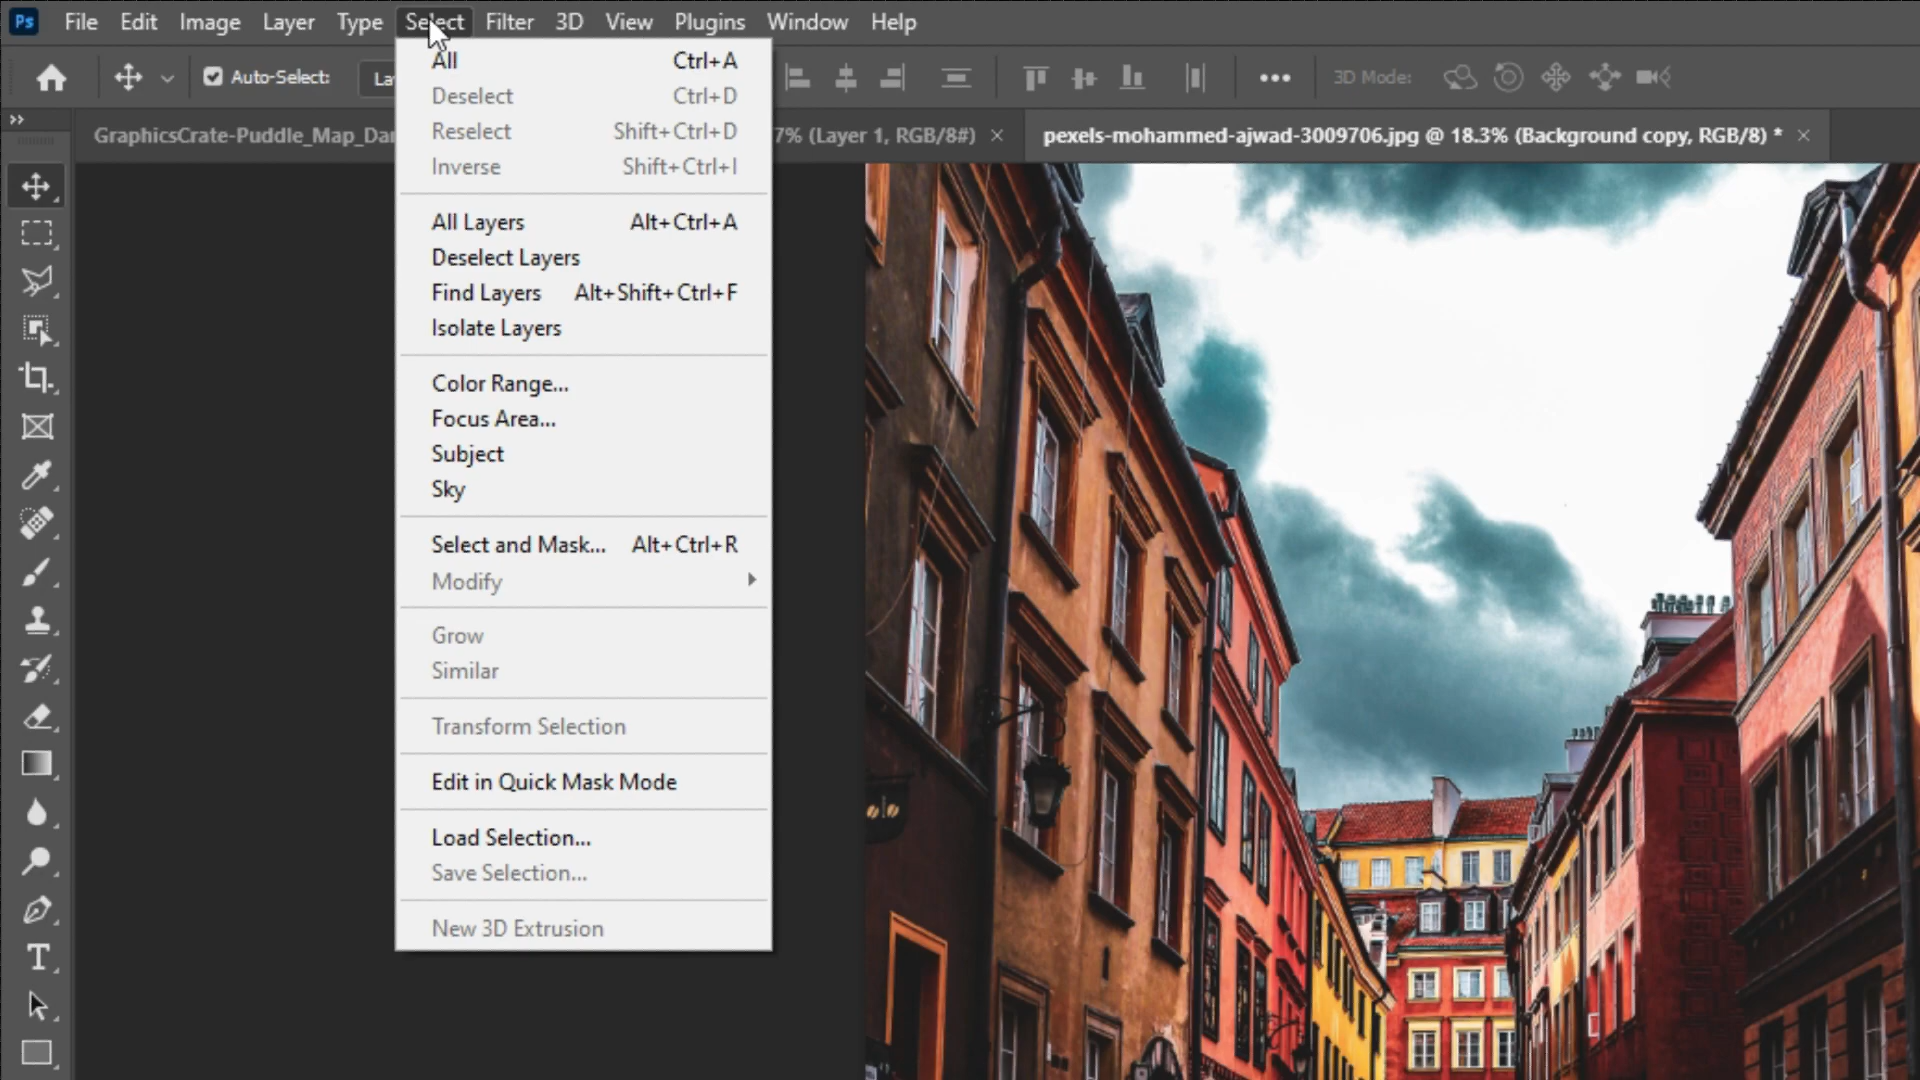 Ps File Edit Image Layer Type Select Filter 3D View Plugins Window Help
Auto-Select: 3D Mode:
GraphicsCrate-Puddle_Map_ 7% (Layer 1, RGB/8#) × pexels-mohammed-ajwad-3009706.jpg @ 18.3% (Background copy, RGB/8) * ×
All Ctrl+A
Deselect Ctrl+D
Reselect Shift+Ctrl+D
Inverse Shift+Ctrl+I
All Layers Alt+Ctrl+A
Deselect Layers
Find Layers Alt+Shift+Ctrl+F
Isolate Layers
Color Range...
Focus Area...
Subject
Sky
Select and Mask... Alt+Ctrl+R
Modify
Grow
Similar
Transform Selection
Edit in Quick Mask Mode
Load Selection...
Save Selection...
New 3D Extrusion